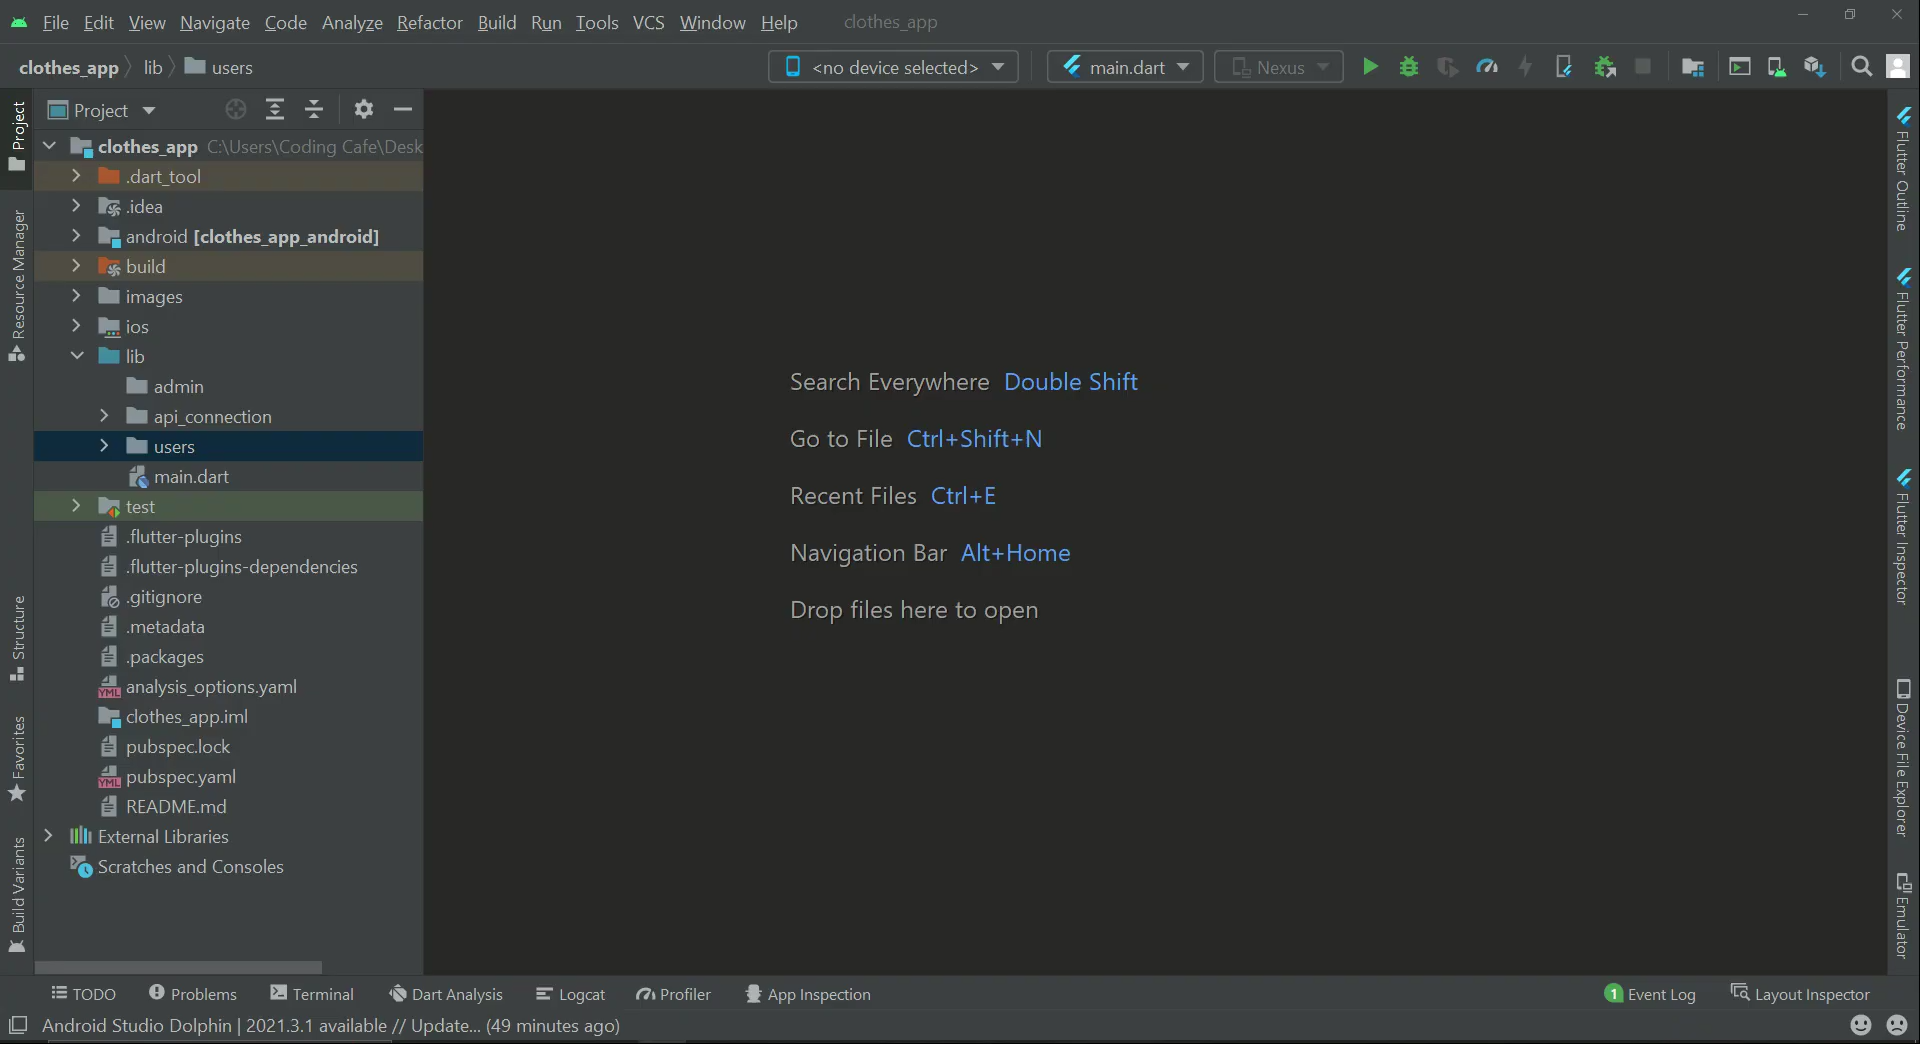 File Edit View Navigate Code Analyze Refactor Build Run Tools VCS Window Help clothes_app
clothes_app lib users <no device selected> main.dart Nexus
Project
clothes_app C:\Users\Coding Cafe\Desk
.dart_tool
.idea
android [clothes_app_android]
build
images
ios
lib
admin
api_connection
users
main.dart
test
.flutter-plugins
.flutter-plugins-dependencies
.gitignore
.metadata
.packages
YML analysis_options.yaml
clothes_app.iml
pubspec.lock
YML pubspec.yaml
README.md
External Libraries
Scratches and Consoles
Project
Resource Manager
Structure
Favorites
Build Variants
Search Everywhere Double Shift
Go to File Ctrl+Shift+N
Recent Files Ctrl+E
Navigation Bar Alt+Home
Drop files here to open
Flutter Outline
Flutter Performance
Flutter Inspector
Device File Explorer
Emulator
TODO Problems Terminal Dart Analysis Logcat Profiler App Inspection 1 Event Log Layout Inspector
Android Studio Dolphin | 2021.3.1 available // Update... (49 minutes ago)